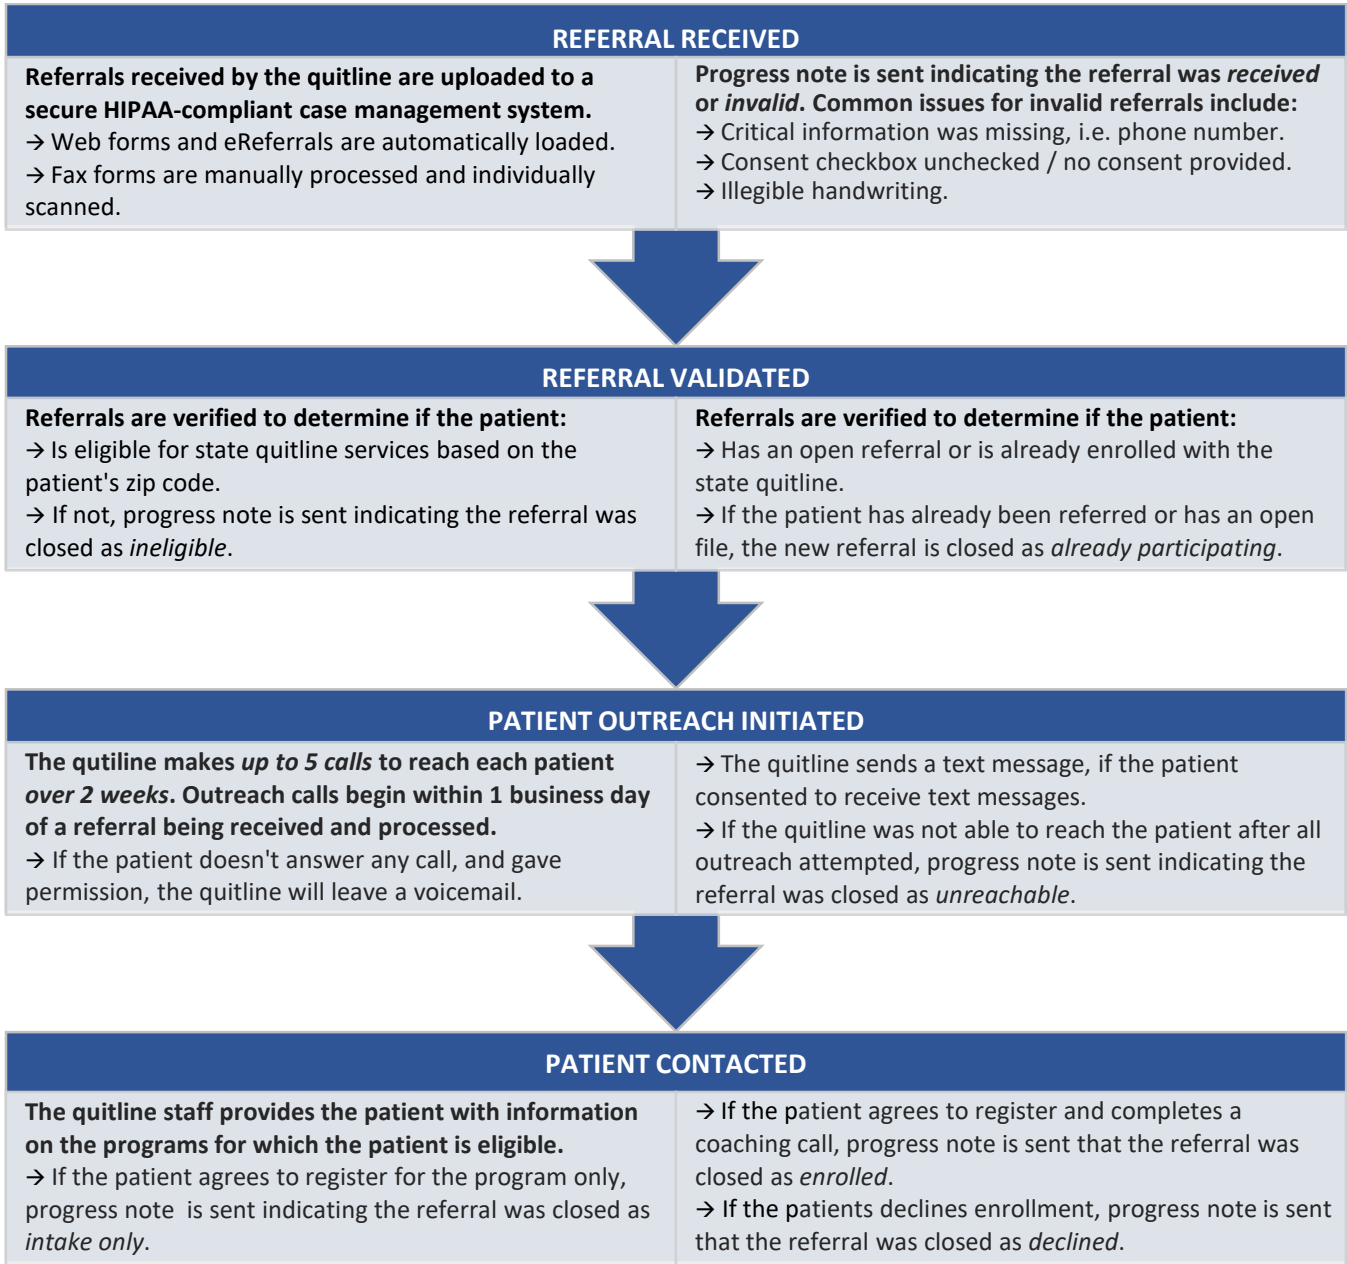 REFERRAL RECEIVED
Referrals received by the quitline are uploaded to a
secure HIPAA-compliant case management system.
→ Web forms and eReferrals are automatically loaded.
→ Fax forms are manually processed and individually
scanned.
Progress note is sent indicating the referral was received
or invalid. Common issues for invalid referrals include:
→ Critical information was missing, i.e. phone number.
→ Consent checkbox unchecked / no consent provided.
→ Illegible handwriting.
REFERRAL VALIDATED
Referrals are verified to determine if the patient:
→ Is eligible for state quitline services based on the
patient's zip code.
→ If not, progress note is sent indicating the referral was
closed as ineligible.
Referrals are verified to determine if the patient:
→ Has an open referral or is already enrolled with the
state quitline.
→ If the patient has already been referred or has an open
file, the new referral is closed as already participating.
PATIENT OUTREACH INITIATED
The qutiline makes up to 5 calls to reach each patient
over 2 weeks. Outreach calls begin within 1 business day
of a referral being received and processed.
→ If the patient doesn't answer any call, and gave
permission, the quitline will leave a voicemail.
→ The quitline sends a text message, if the patient
consented to receive text messages.
→ If the quitline was not able to reach the patient after all
outreach attempted, progress note is sent indicating the
referral was closed as unreachable.
PATIENT CONTACTED
The quitline staff provides the patient with information
on the programs for which the patient is eligible.
→ If the patient agrees to register for the program only,
progress note is sent indicating the referral was closed as
intake only.
→ If the patient agrees to register and completes a
coaching call, progress note is sent that the referral was
closed as enrolled.
→ If the patients declines enrollment, progress note is sent
that the referral was closed as declined.